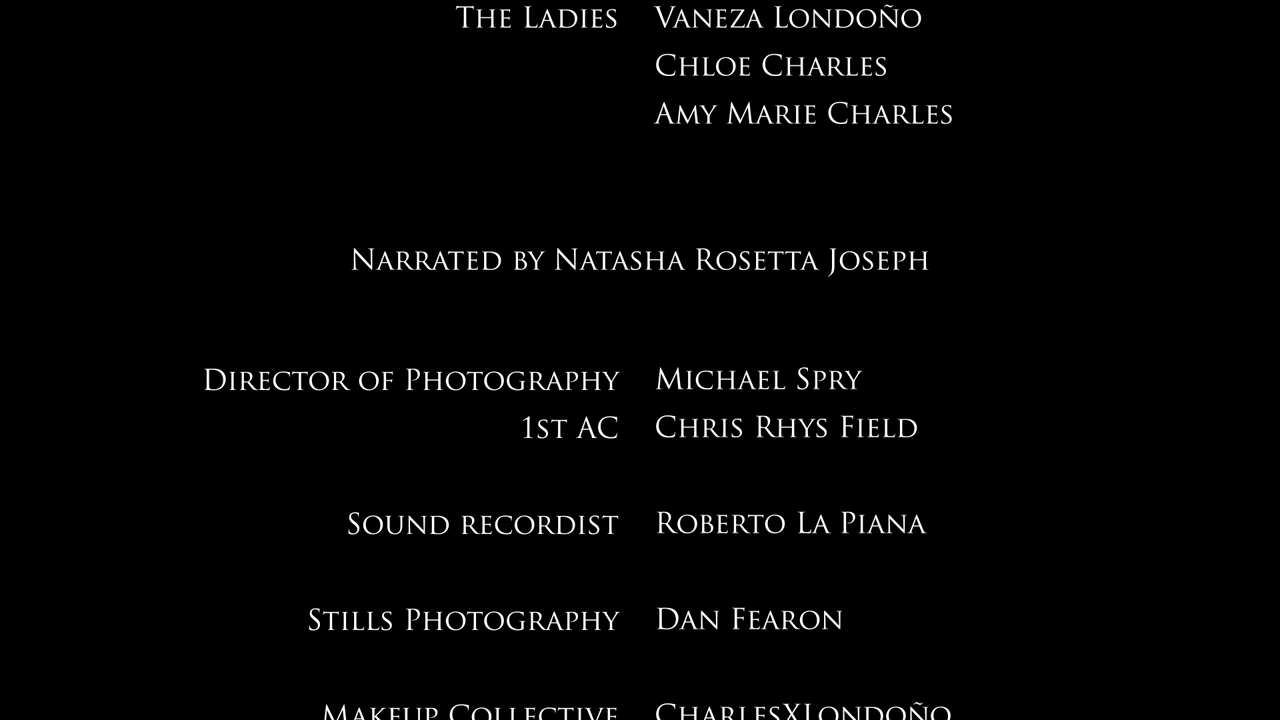 The Ladies Vaneza Londoño
Chloe Charles
Amy Marie Charles
Narrated by Natasha Rosetta Joseph
Director of Photography Michael Spry
1st AC Chris Rhys Field
Sound recordist Roberto La Piana
Stills Photography Dan Fearon
Makeup Collective CharlesXLondoño